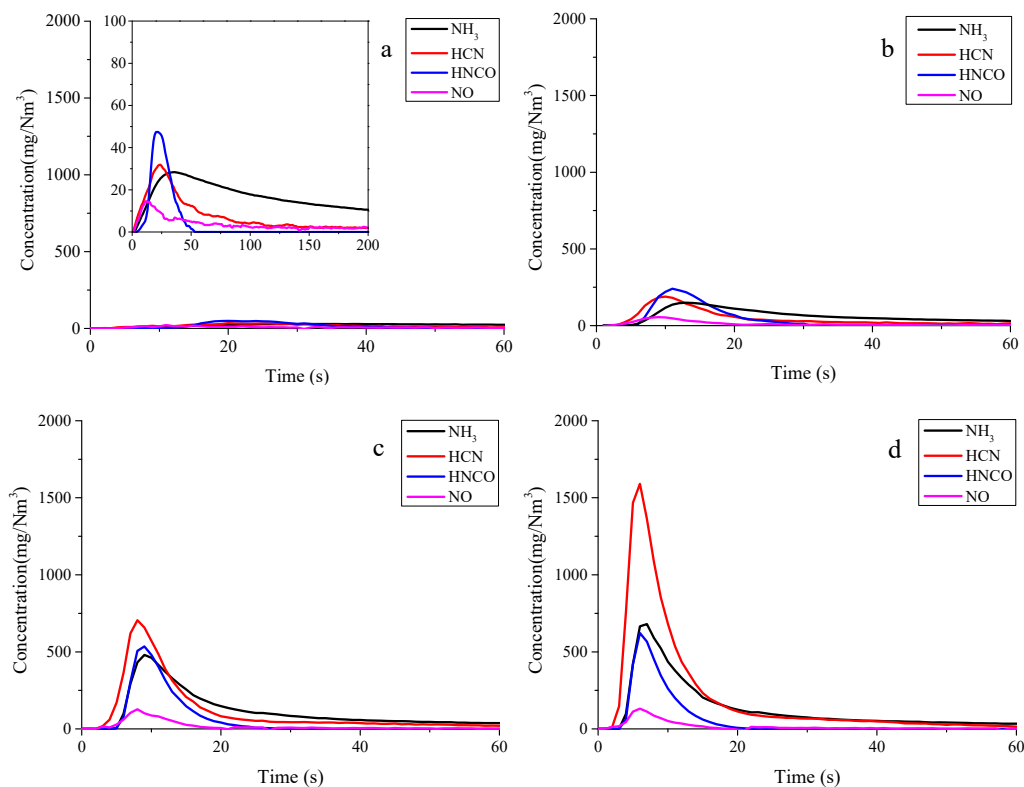 a
NH3
HCN
HNCO
NO
100
80
60
40
20
0
0 50 100 150 200
2000
1500
1000
500
0
0 20 40 60
Concentration(mg/Nm3)
Time (s)
b
NH3
HCN
HNCO
NO
2000
1500
1000
500
0
0 20 40 60
Concentration(mg/Nm3)
Time (s)
c
NH3
HCN
HNCO
NO
2000
1500
1000
500
0
0 20 40 60
Concentration(mg/Nm3)
Time (s)
d
NH3
HCN
HNCO
NO
2000
1500
1000
500
0
0 20 40 60
Concentration(mg/Nm3)
Time (s)